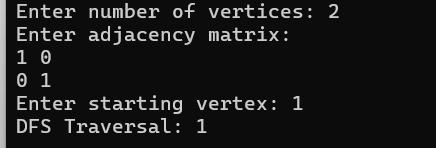 Enter number of vertices: 2
Enter adjacency matrix:
1 0
0 1
Enter starting vertex: 1
DFS Traversal: 1